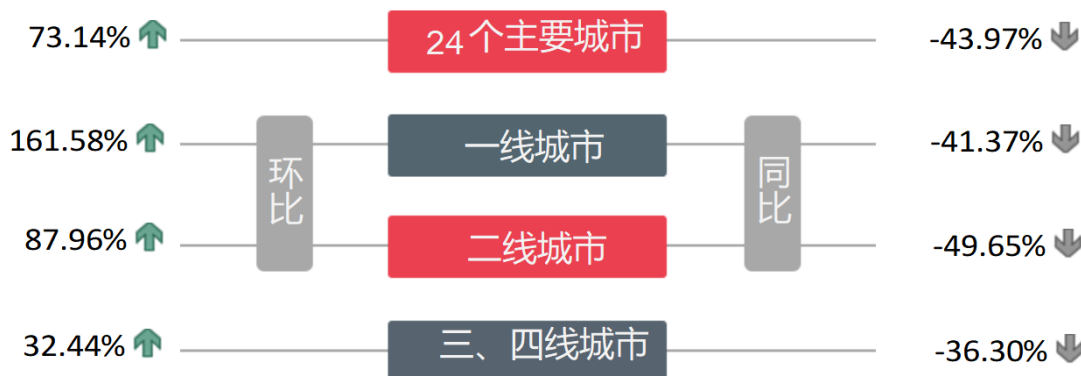 73.14% 24个主要城市 -43.97%
161.58% 一线城市 -41.37%
环比 同比
87.96% 二线城市 -49.65%
32.44% 三、四线城市 -36.30%